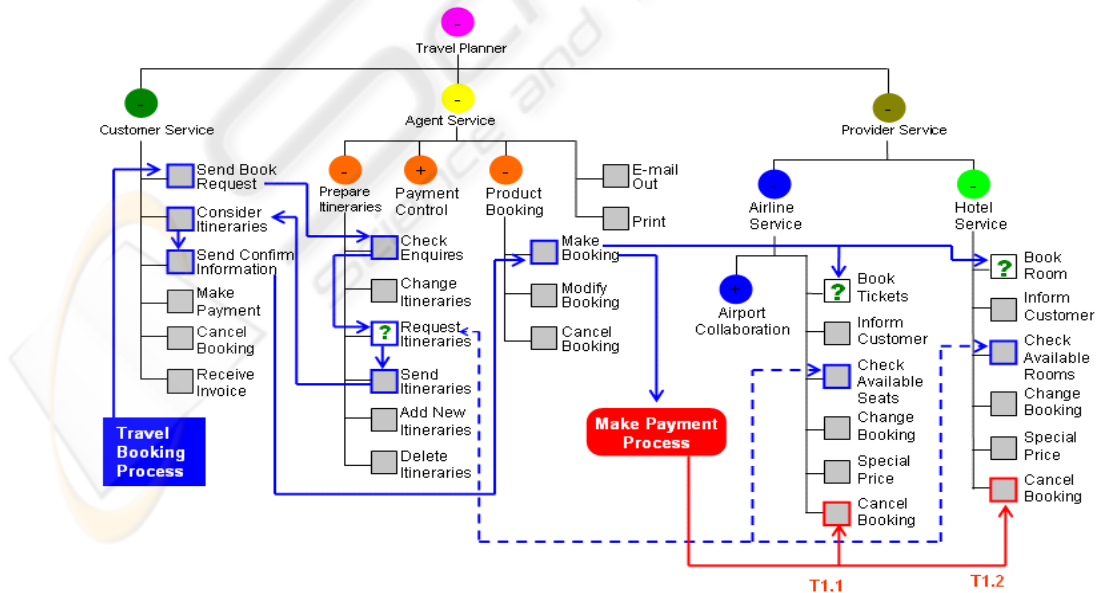 -
Travel Planner
-
Customer Service
-
Agent Service
-
Provider Service
Send Book
Request
Consider
Itineraries
Send Confirm
Information
Make
Payment
Cancel
Booking
Receive
Invoice
Travel
Booking
Process
-
Prepare
Itineraries
+
Payment
Control
-
Product
Booking
E-mail
Out
Print
Check
Enquires
Change
Itineraries
?
Request
Itineraries
Send
Itineraries
Add New
Itineraries
Delete
Itineraries
Make
Booking
Modify
Booking
Cancel
Booking
Make Payment
Process
-
Airline
Service
+
Airport
Collaboration
?
Book
Tickets
Inform
Customer
Check
Available
Seats
Change
Booking
Special
Price
Cancel
Booking
-
Hotel
Service
?
Book
Room
Inform
Customer
Check
Available
Rooms
Change
Booking
Special
Price
Cancel
Booking
T1.1
T1.2
science and